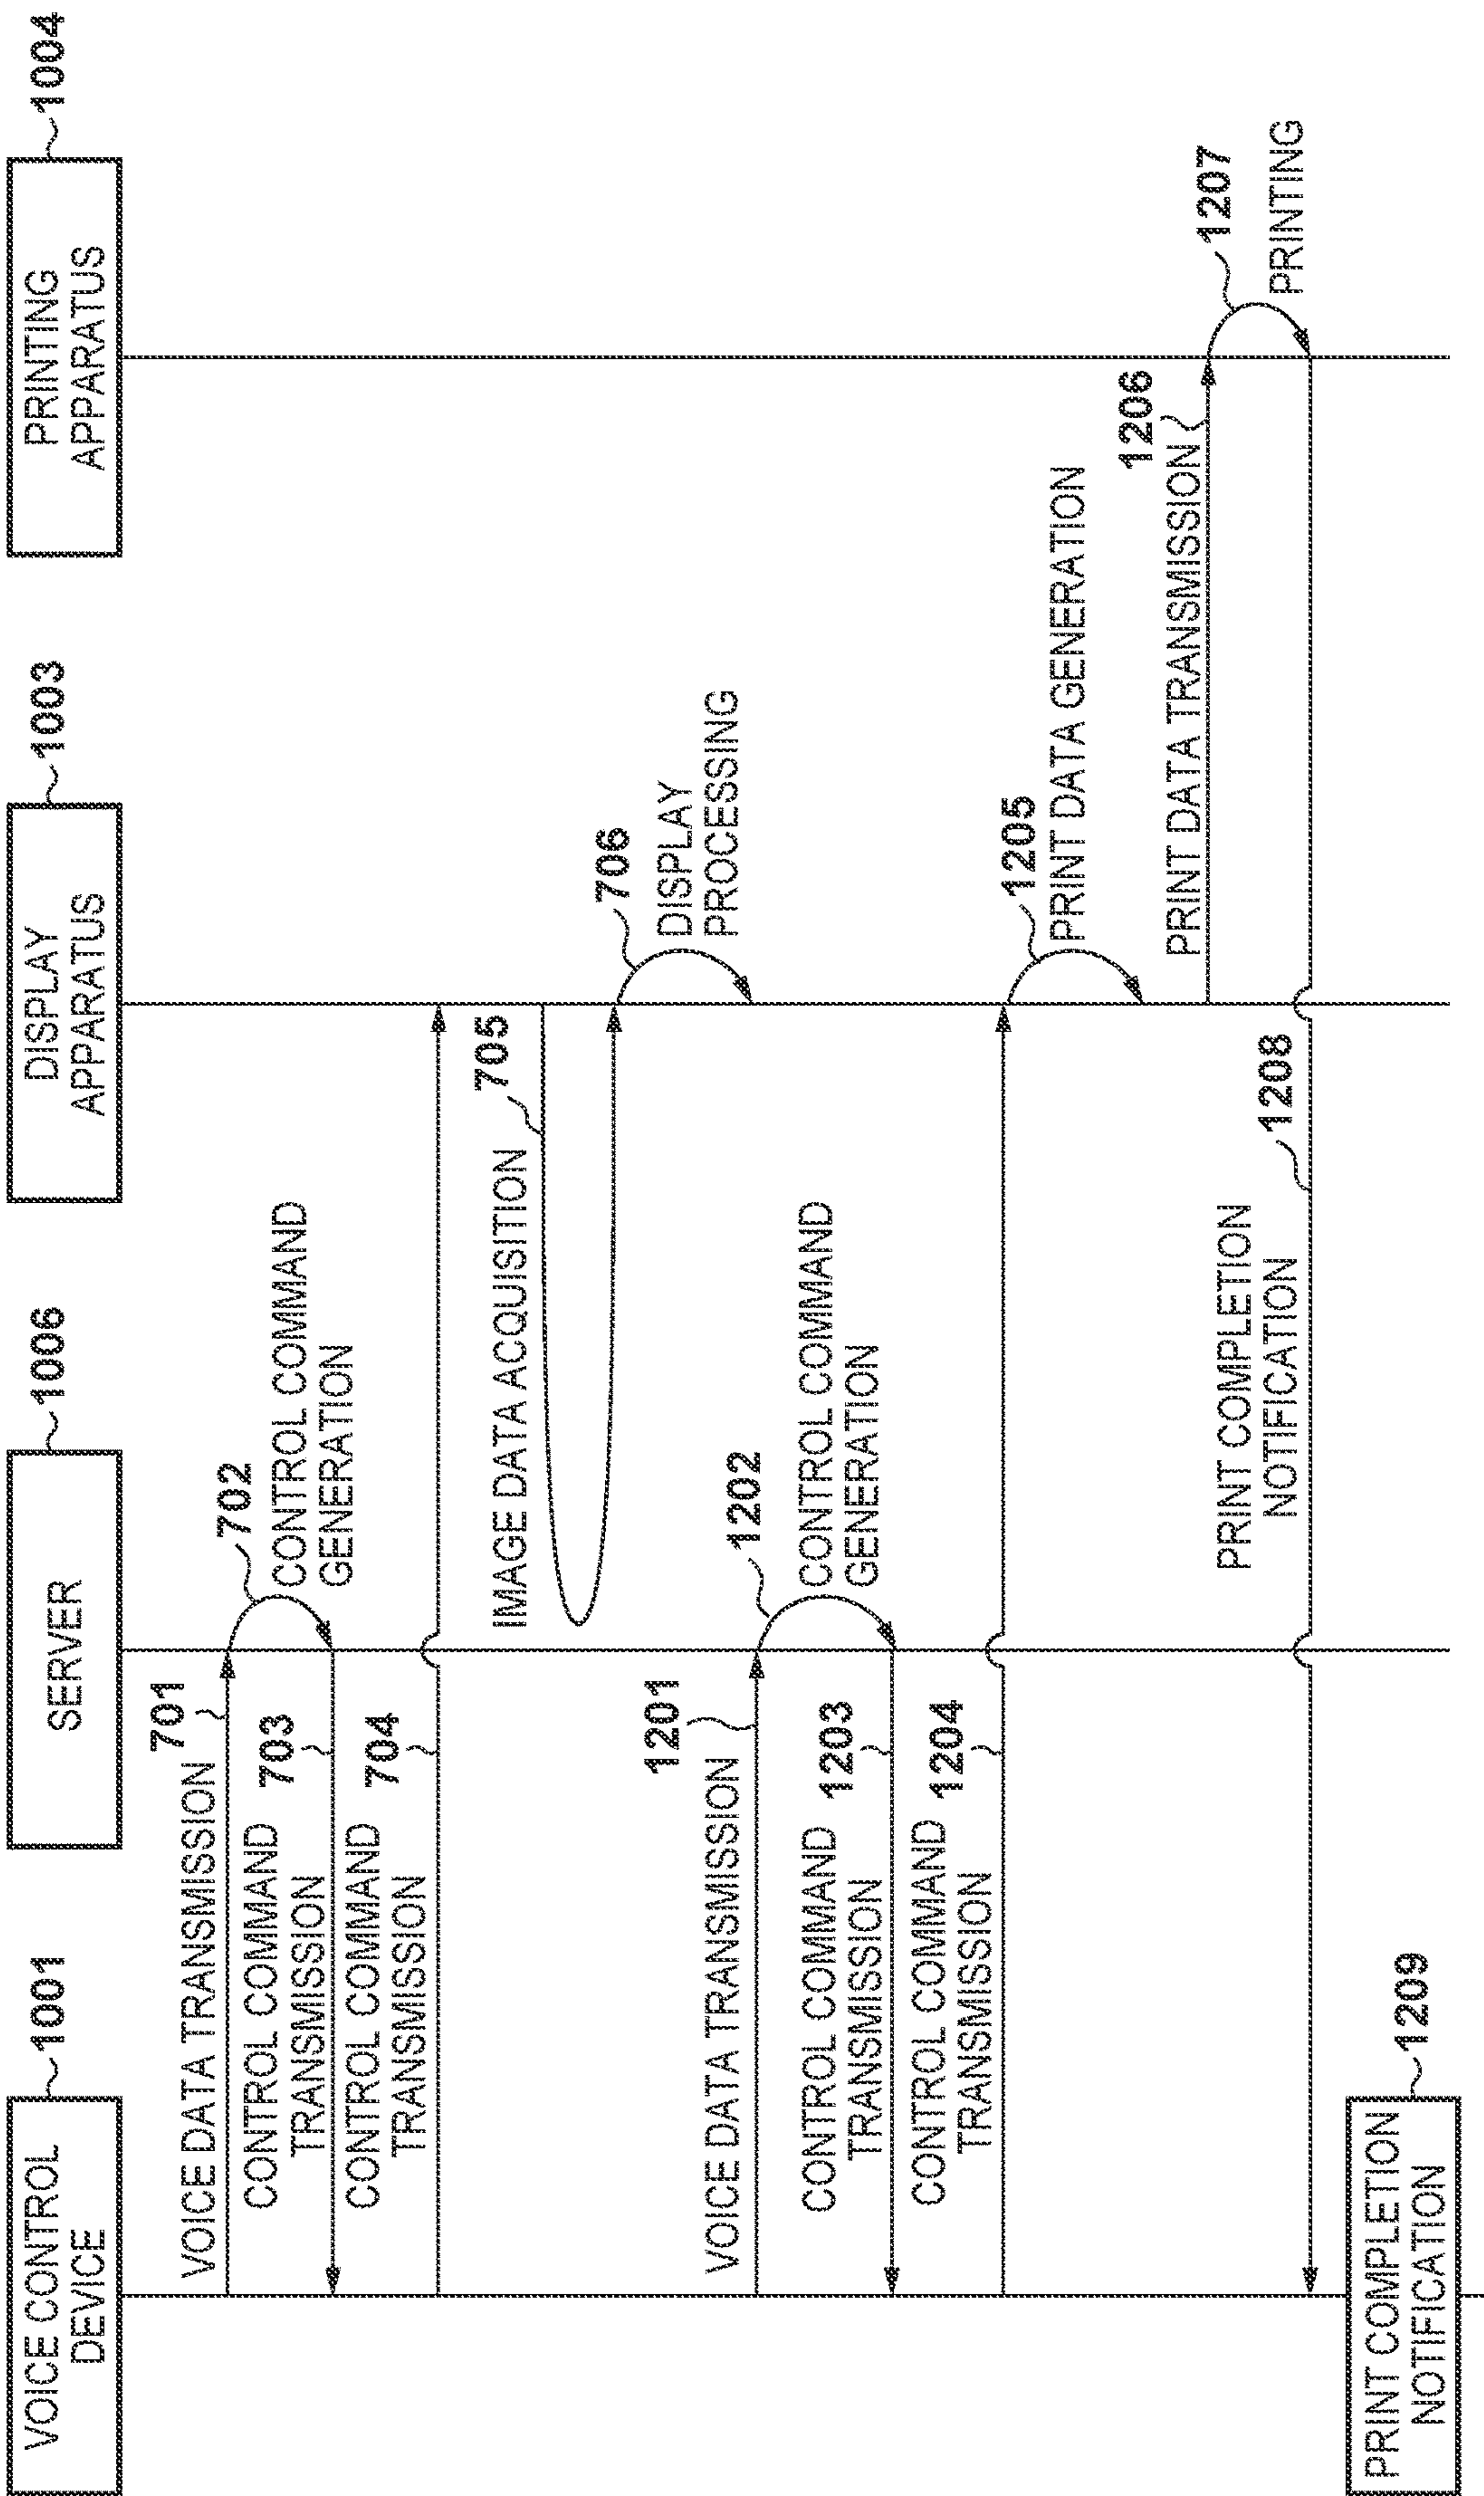 VOICE CONTROL
DEVICE
1001
SERVER
1006
DISPLAY
APPARATUS
1003
PRINTING
APPARATUS
1004
VOICE DATA TRANSMISSION
701
702
CONTROL COMMAND
GENERATION
CONTROL COMMAND
TRANSMISSION
703
CONTROL COMMAND
TRANSMISSION
704
IMAGE DATA ACQUISITION
705
706
DISPLAY
PROCESSING
VOICE DATA TRANSMISSION
1201
1202
CONTROL COMMAND
GENERATION
CONTROL COMMAND
TRANSMISSION
1203
CONTROL COMMAND
TRANSMISSION
1204
1205
PRINT DATA GENERATION
PRINT DATA TRANSMISSION
1206
1207
PRINTING
PRINT COMPLETION
NOTIFICATION
1208
PRINT COMPLETION
NOTIFICATION
1209